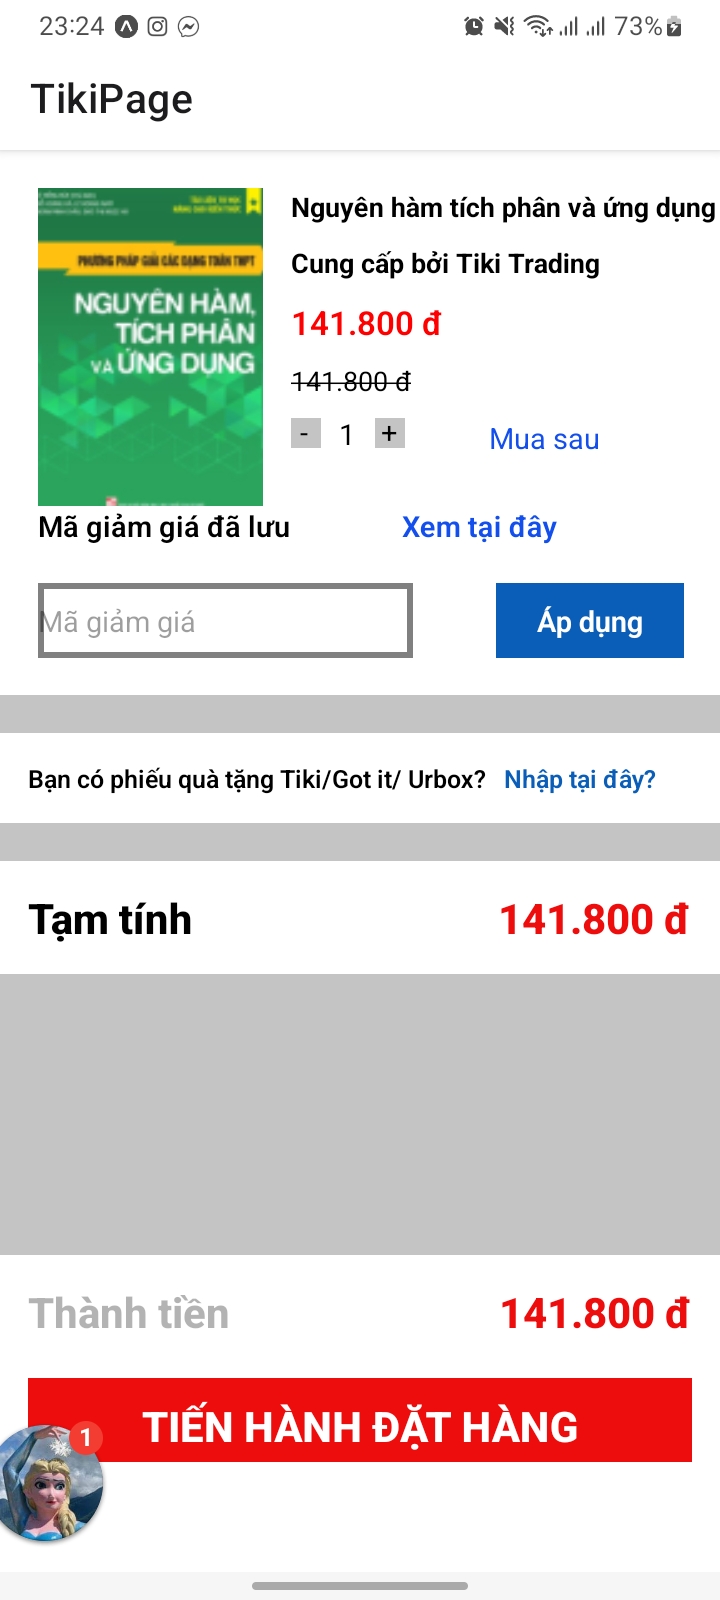 23:24
73%
TikiPage
PHƯƠNG PHÁP GIẢI CÁC DẠNG TOÁN THPT
NGUYÊN HÀM,
TÍCH PHÂN
VÀ ỨNG DỤNG
Nguyên hàm tích phân và ứng dụng
Cung cấp bởi Tiki Trading
141.800 đ
141.800 đ
- 1 + Mua sau
Mã giảm giá đã lưu Xem tại đây
Mã giảm giá Áp dụng
Bạn có phiếu quà tặng Tiki/Got it/ Urbox? Nhập tại đây?
Tạm tính 141.800 đ
Thành tiền 141.800 đ
TIẾN HÀNH ĐẶT HÀNG
1